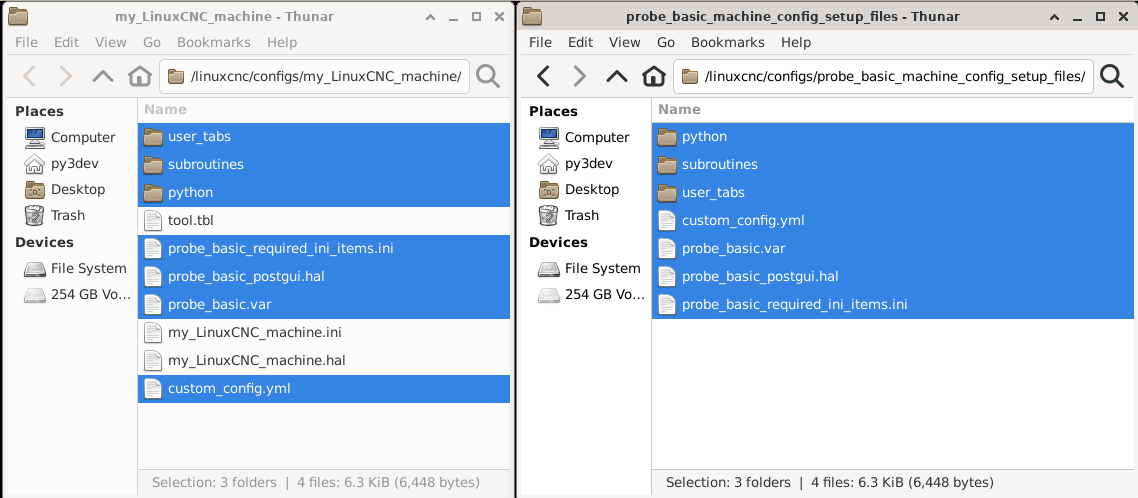 my_LinuxCNC_machine - Thunar
File Edit View Go Bookmarks Help
/linuxcnc/configs/my_LinuxCNC_machine/
Places
Computer
py3dev
Desktop
Trash
Devices
File System
254 GB Vo...
Name
user_tabs
subroutines
python
tool.tbl
probe_basic_required_ini_items.ini
probe_basic_postgui.hal
probe_basic.var
my_LinuxCNC_machine.ini
my_LinuxCNC_machine.hal
custom_config.yml
Selection: 3 folders | 4 files: 6.3 KiB (6,448 bytes)
probe_basic_machine_config_setup_files - Thunar
File Edit View Go Bookmarks Help
/linuxcnc/configs/probe_basic_machine_config_setup_files/
Places
Computer
py3dev
Desktop
Trash
Devices
File System
254 GB Vo...
Name
python
subroutines
user_tabs
custom_config.yml
probe_basic.var
probe_basic_postgui.hal
probe_basic_required_ini_items.ini
Selection: 3 folders | 4 files: 6.3 KiB (6,448 bytes)